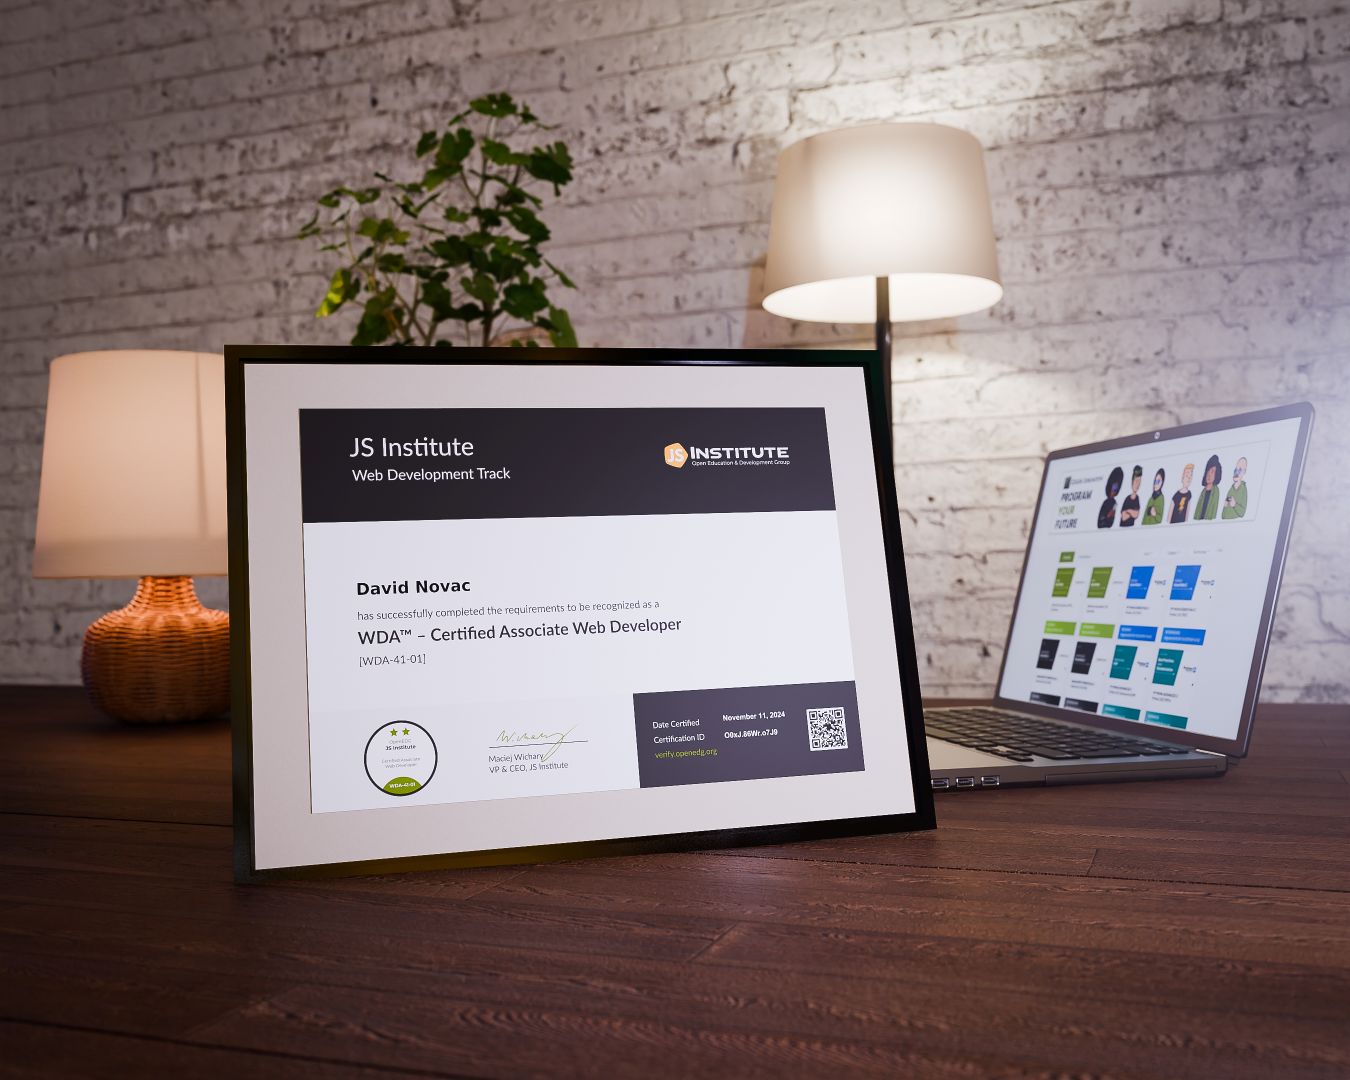 JS Institute
Web Development Track
JS INSTITUTE
Open Education & Development Group
David Novac
has successfully completed the requirements to be recognized as a
WDA™ – Certified Associate Web Developer
[WDA-41-01]
OpenEDG
JS Institute
Certified Associate
Web Developer
WDA-41-01
W.chary
Maciej Wichary
VP & CEO, JS Institute
Date Certified November 11, 2024
Certification ID O9xJ.86Wr.o7J9
verify.openedg.org
PROGRAM
YOUR
FUTURE